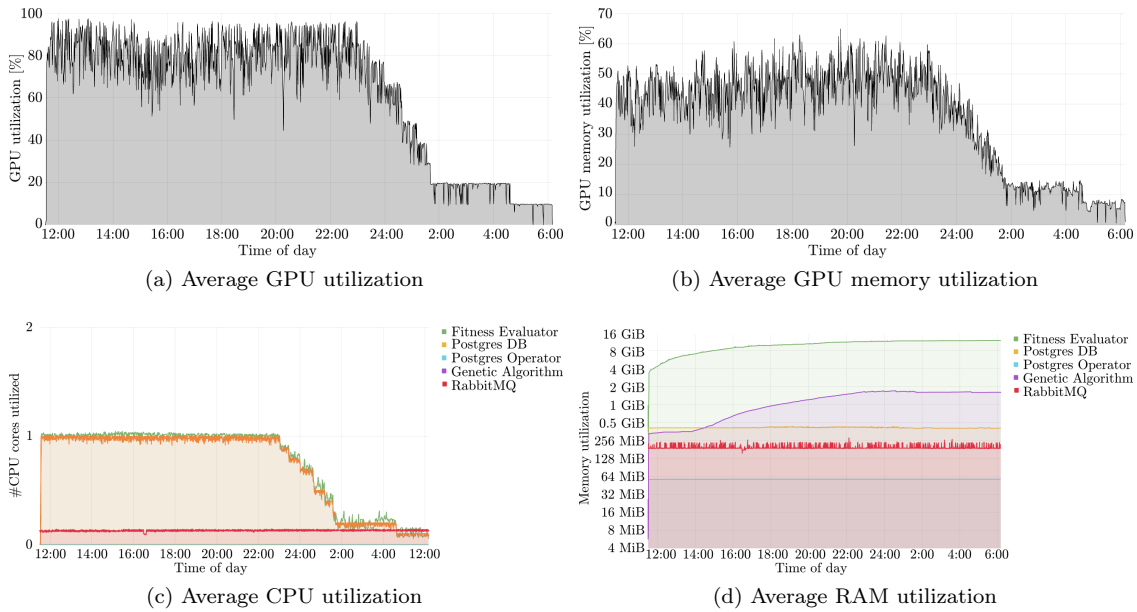 GPU utilization [%]
100
80
60
40
20
0
12:00 14:00 16:00 18:00 20:00 22:00 24:00 2:00 4:00 6:00
Time of day
(a) Average GPU utilization
GPU memory utilization [%]
70
60
50
40
30
20
10
0
12:00 14:00 16:00 18:00 20:00 22:00 24:00 2:00 4:00 6:00
Time of day
(b) Average GPU memory utilization
#CPU cores utilized
2
1
0
12:00 14:00 16:00 18:00 20:00 22:00 24:00 2:00 4:00 12:00
Time of day
Fitness Evaluator
Postgres DB
Postgres Operator
Genetic Algorithm
RabbitMQ
(c) Average CPU utilization
Memory utilization
16 GiB
8 GiB
4 GiB
2 GiB
1 GiB
0.5 GiB
256 MiB
128 MiB
64 MiB
32 MiB
16 MiB
8 MiB
4 MiB
12:00 14:00 16:00 18:00 20:00 22:00 24:00 2:00 4:00 6:00
Time of day
Fitness Evaluator
Postgres DB
Postgres Operator
Genetic Algorithm
RabbitMQ
(d) Average RAM utilization